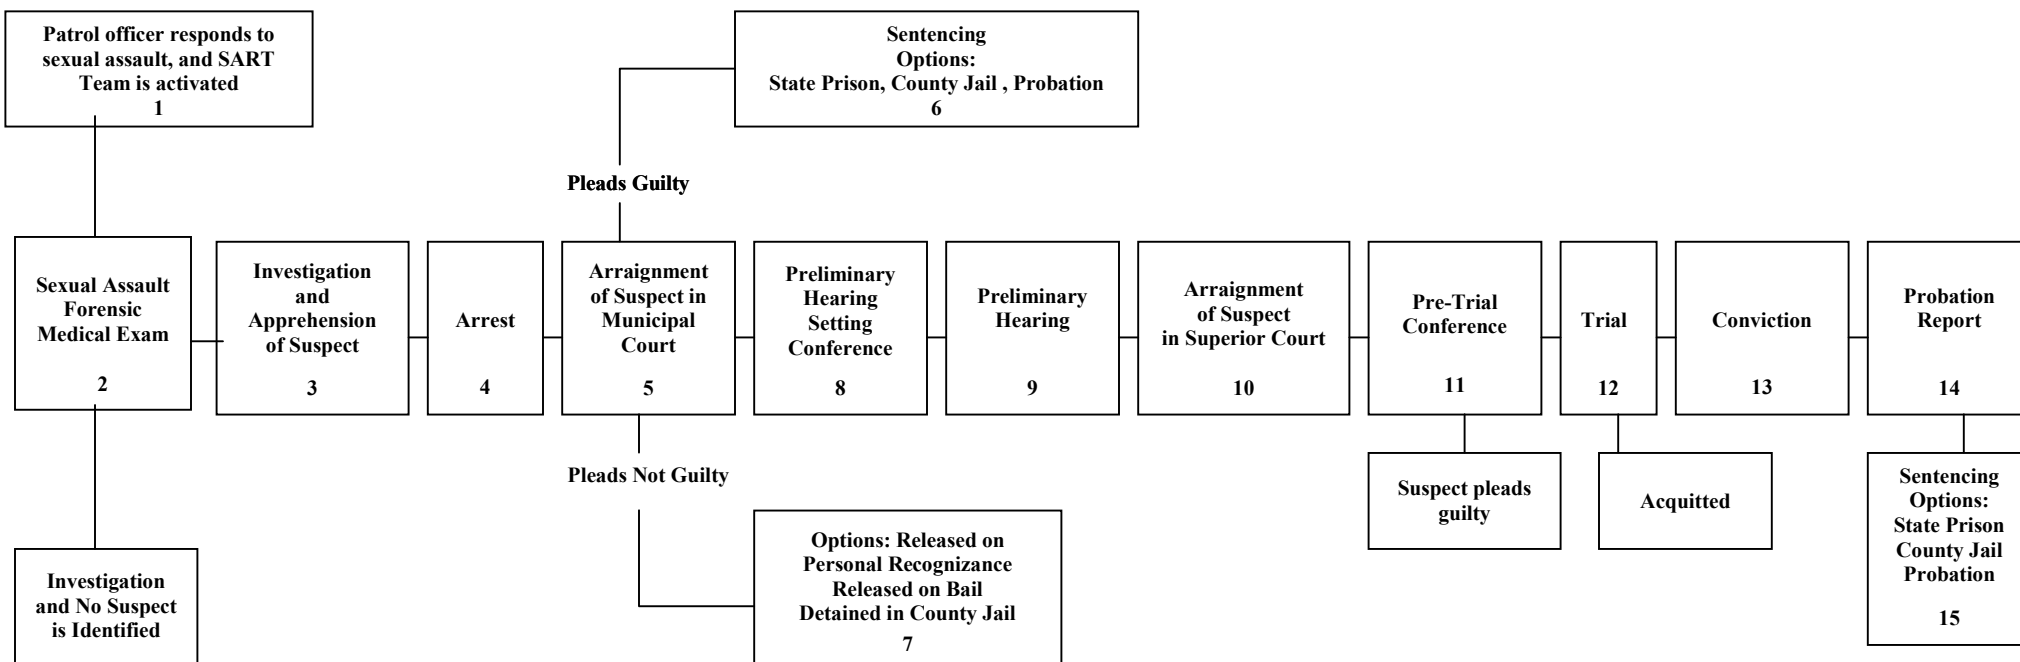 Patrol officer responds to
sexual assault, and SART
Team is activated
1
Sentencing
Options:
State Prison, County Jail , Probation
6
Pleads Guilty
Sexual Assault
Forensic
Medical Exam
2
Investigation
and
Apprehension
of Suspect
3
Arrest
4
Arraignment
of Suspect in
Municipal
Court
5
Preliminary
Hearing
Setting
Conference
8
Preliminary
Hearing
9
Arraignment
of Suspect
in Superior Court
10
Pre-Trial
Conference
11
Trial
12
Conviction
13
Probation
Report
14
Pleads Not Guilty
Suspect pleads
guilty
Acquitted
Sentencing
Options:
State Prison
County Jail
Probation
15
Investigation
and No Suspect
is Identified
Options: Released on
Personal Recognizance
Released on Bail
Detained in County Jail
7